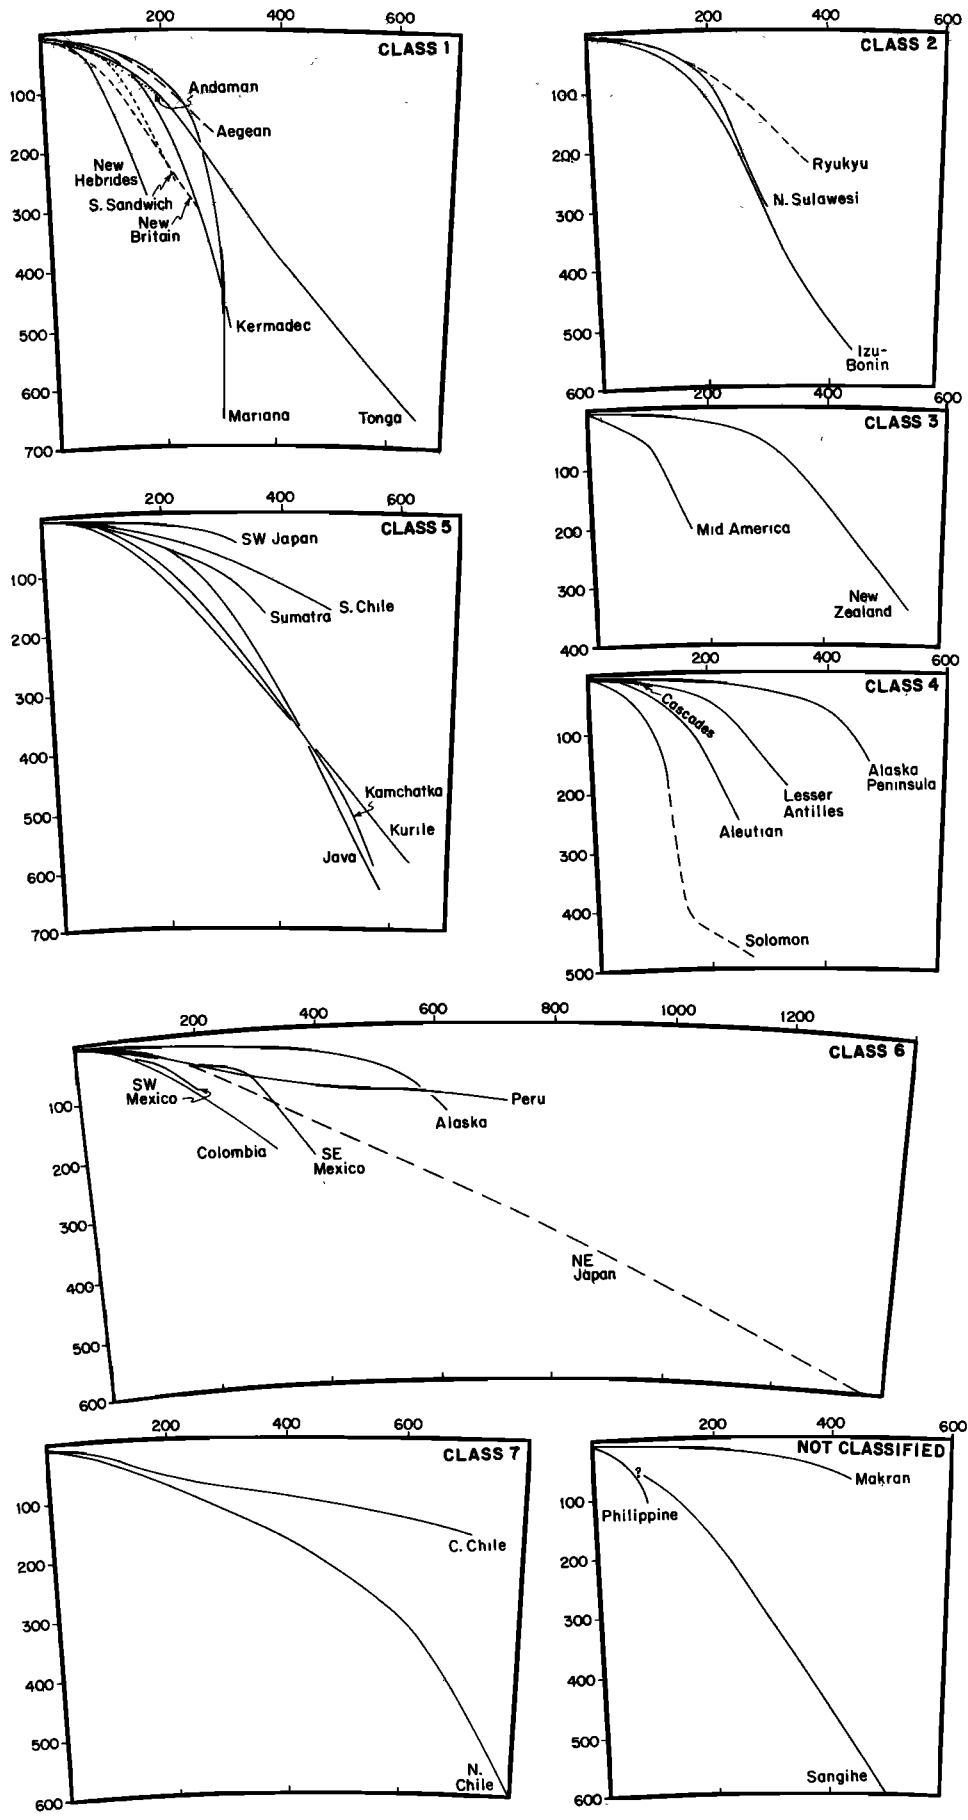 200 400 600
CLASS 1
100
200
300
400
500
600
700
Andaman
Aegean
New
Hebrides
S. Sandwich
New
Britain
Kermadec
Mariana
Tonga
200 400 600
CLASS 2
100
200
300
400
500
600
Ryukyu
N. Sulawesi
Izu-
Bonin
200 400 600
CLASS 3
100
200
300
400
Mid America
New
Zealand
200 400 600
CLASS 5
100
200
300
400
500
600
700
SW Japan
S. Chile
Sumatra
Kamchatka
Kurile
Java
200 400 600
CLASS 4
100
200
300
400
500
Cascades
Alaska
Peninsula
Lesser
Antilles
Aleutian
Solomon
200 400 600 800 1000 1200
CLASS 6
100
200
300
400
500
600
SW
Mexico
Peru
Alaska
Colombia
SE
Mexico
NE
Japan
200 400 600
CLASS 7
100
200
300
400
500
600
C. Chile
N.
Chile
200 400 600
NOT CLASSIFIED
100
200
300
400
500
600
?
Makran
Philippine
Sangihe